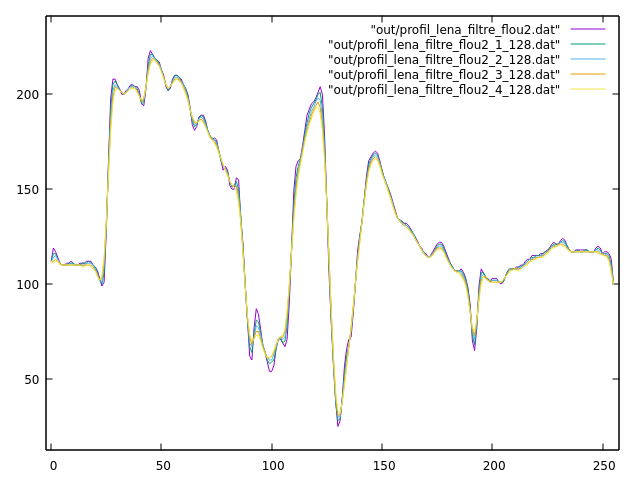 "out/profil_lena_filtre_flou2.dat"
"out/profil_lena_filtre_flou2_1_128.dat"
"out/profil_lena_filtre_flou2_2_128.dat"
"out/profil_lena_filtre_flou2_3_128.dat"
"out/profil_lena_filtre_flou2_4_128.dat"
200
150
100
50
0 50 100 150 200 250